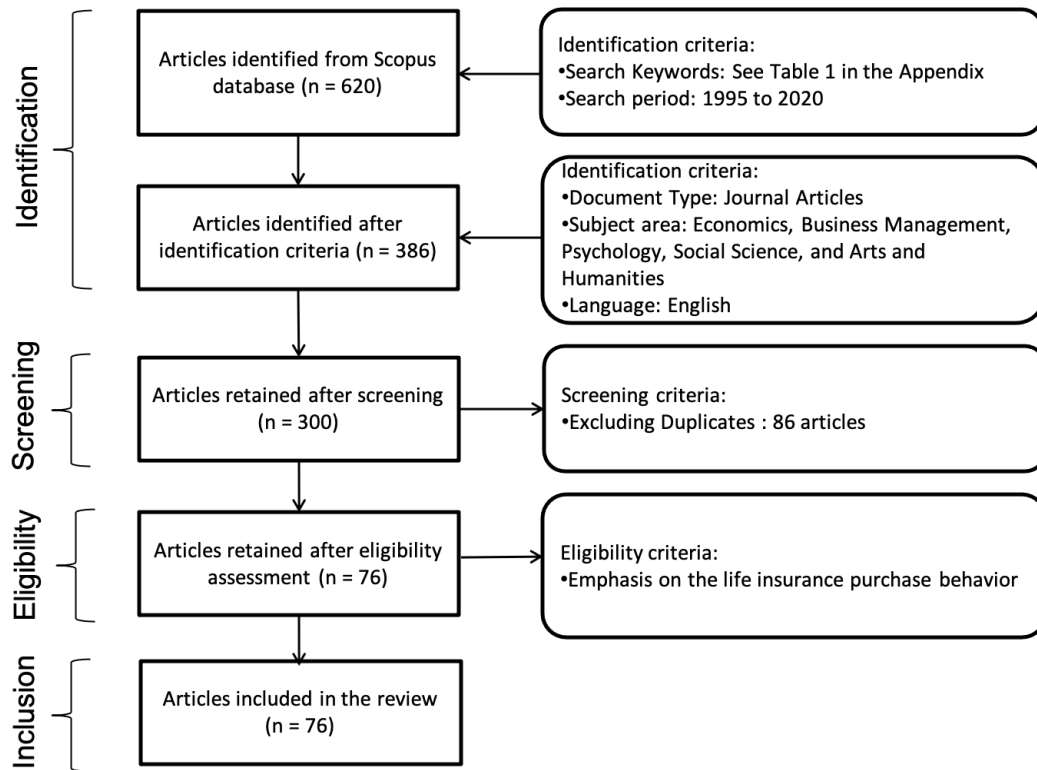 Identification
Articles identified from Scopus
database (n = 620)
Identification criteria:
•Search Keywords: See Table 1 in the Appendix
•Search period: 1995 to 2020
Articles identified after
identification criteria (n = 386)
Identification criteria:
•Document Type: Journal Articles
•Subject area: Economics, Business Management,
Psychology, Social Science, and Arts and
Humanities
•Language: English
Screening
Articles retained after screening
(n = 300)
Screening criteria:
•Excluding Duplicates : 86 articles
Eligibility
Articles retained after eligibility
assessment (n = 76)
Eligibility criteria:
•Emphasis on the life insurance purchase behavior
Inclusion
Articles included in the review
(n = 76)